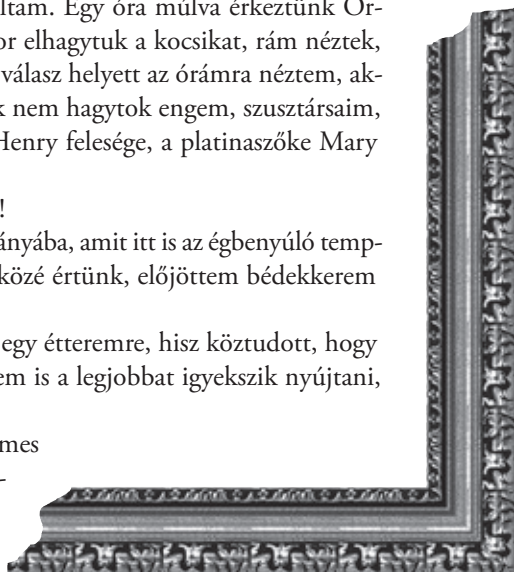 ltam. Egy óra múlva érkeztünk Or-
or elhagytuk a kocsikat, rám néztek,
válasz helyett az órámra néztem, ak-
k nem hagytok engem, szusztársaim,
Henry felesége, a platinaszőke Mary
!
ányába, amit itt is az égbenyúló temp-
közé értünk, előjöttem bédekkerem
egy étteremre, hisz köztudott, hogy
em is a legjobbat igyekszik nyújtani,
mes
-